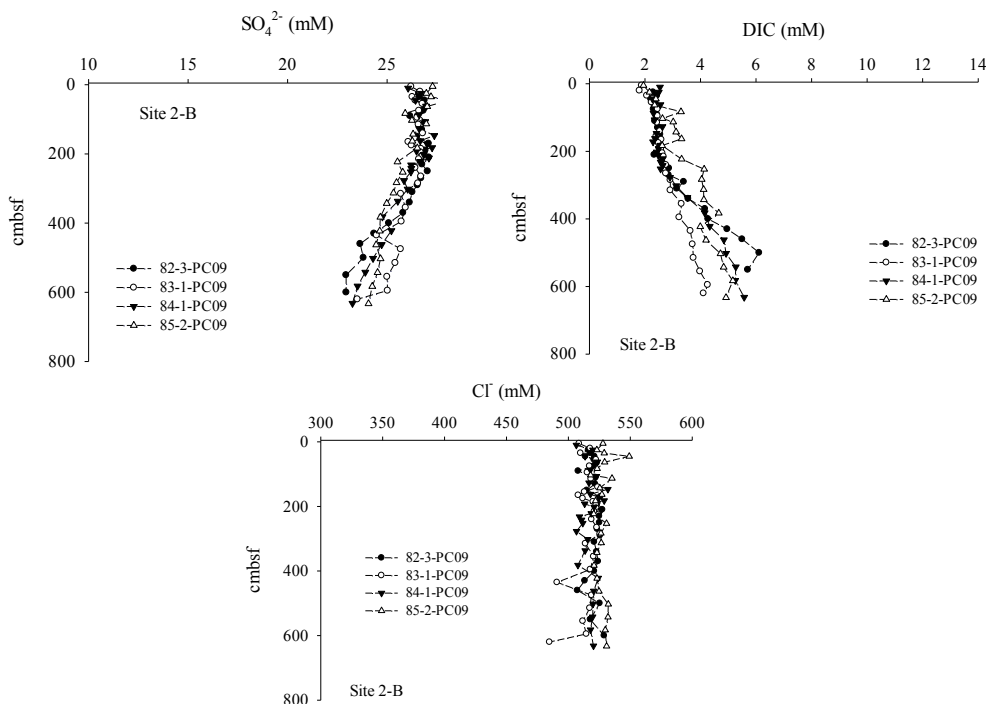 SO₄²⁻ (mM)
10 15 20 25
0
200
400
600
800
cmbsf
Site 2-B
82-3-PC09
83-1-PC09
84-1-PC09
85-2-PC09
DIC
0 2 4 6 8 10 12 14
0
200
400
600
800
cmbsf
82-3-PC09
83-1-PC09
84-1-PC09
85-2-PC09
Site 2-B
Cl⁻ (mM)
300 350 400 450 500 550 600
0
200
400
600
800
cmbsf
82-3-PC09
83-1-PC09
84-1-PC09
85-2-PC09
Site 2-B